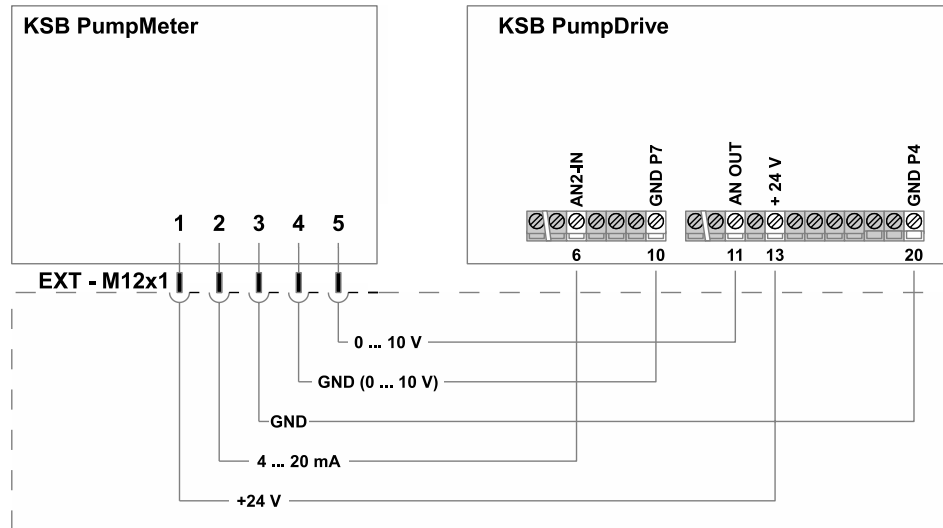 KSB PumpMeter
KSB PumpDrive
AN2-IN
GND P7
AN OUT
+ 24 V
GND P4
1 2 3 4 5
6 10 11 13 20
EXT - M12x1
0 ... 10 V
GND (0 ... 10 V)
GND
4 ... 20 mA
+24 V